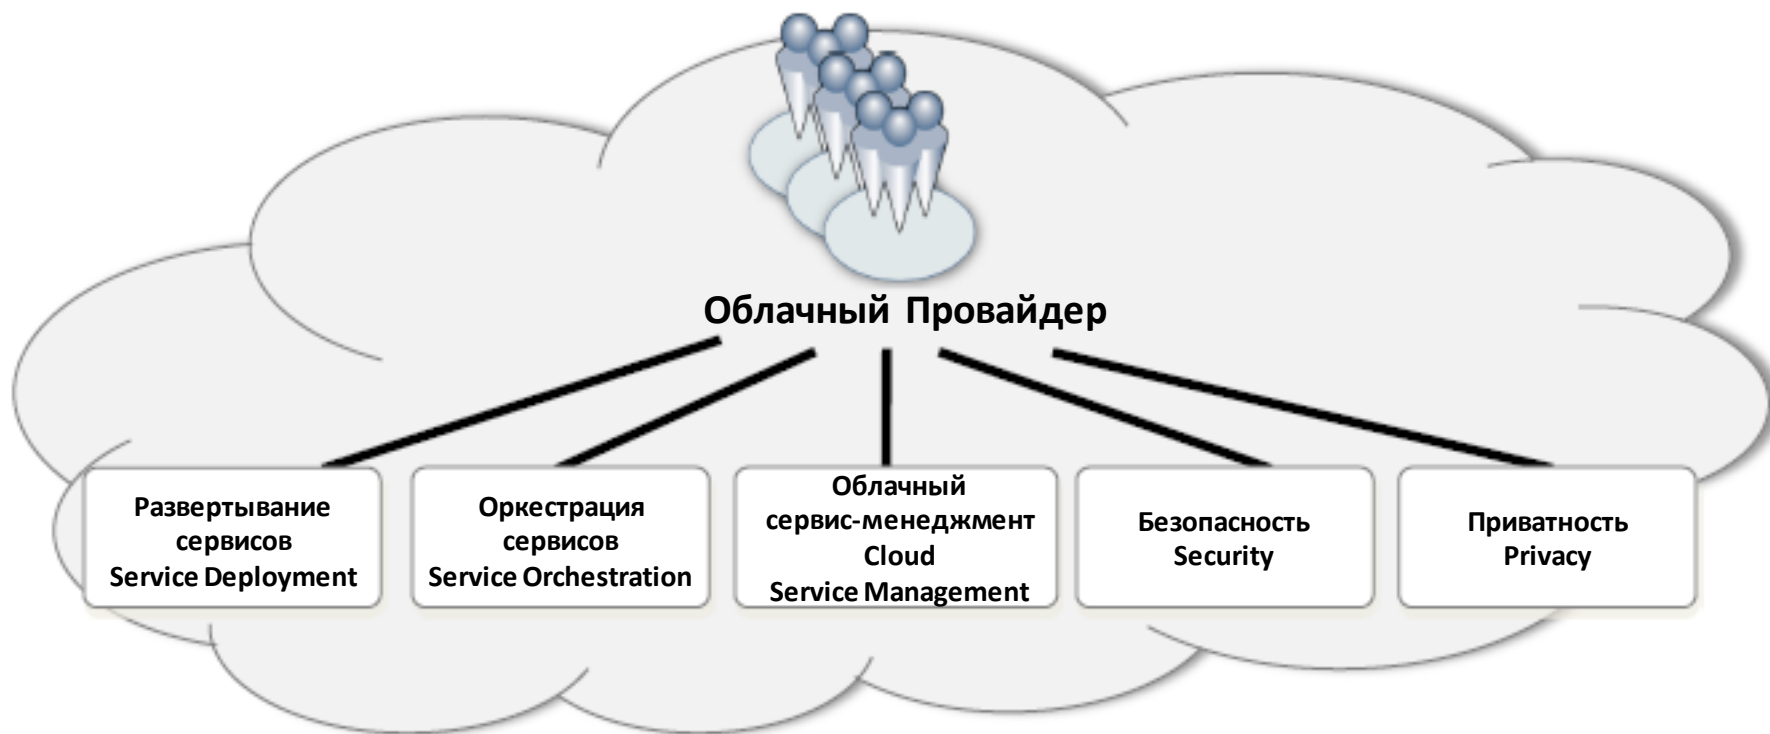 Облачный Провайдер
Развертывание
сервисов
Service Deployment
Оркестрация
сервисов
Service Orchestration
Облачный
сервис-менеджмент
Cloud
Service Management
Безопасность
Security
Приватность
Privacy